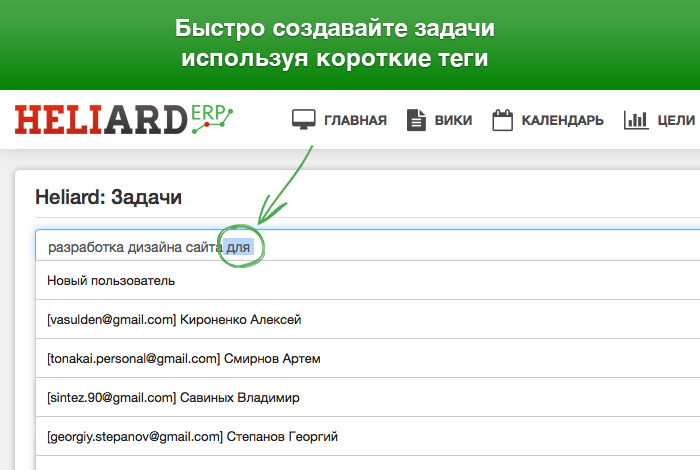 Быстро создавайте задачи
используя короткие теги
HELIARD ERP ГЛАВНАЯ ВИКИ КАЛЕНДАРЬ ЦЕЛИ
Heliard: Задачи
разработка дизайна сайта для
Новый пользователь
[vasulden@gmail.com] Кироненко Алексей
[tonakai.personal@gmail.com] Смирнов Артем
[sintez.90@gmail.com] Савиных Владимир
[georgiy.stepanov@gmail.com] Степанов Георгий